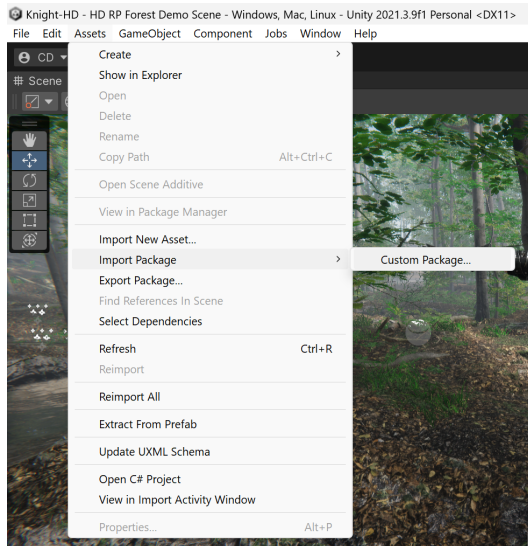 Knight-HD - HD RP Forest Demo Scene - Windows, Mac, Linux - Unity 2021.3.9f1 Personal <DX11>
File Edit Assets GameObject Component Jobs Window Help
CD
Scene
Create
Show in Explorer
Open
Delete
Rename
Copy Path Alt+Ctrl+C
Open Scene Additive
View in Package Manager
Import New Asset...
Import Package Custom Package...
Export Package...
Find References In Scene
Select Dependencies
Refresh Ctrl+R
Reimport
Reimport All
Extract From Prefab
Update UXML Schema
Open C# Project
View in Import Activity Window
Properties... Alt+P